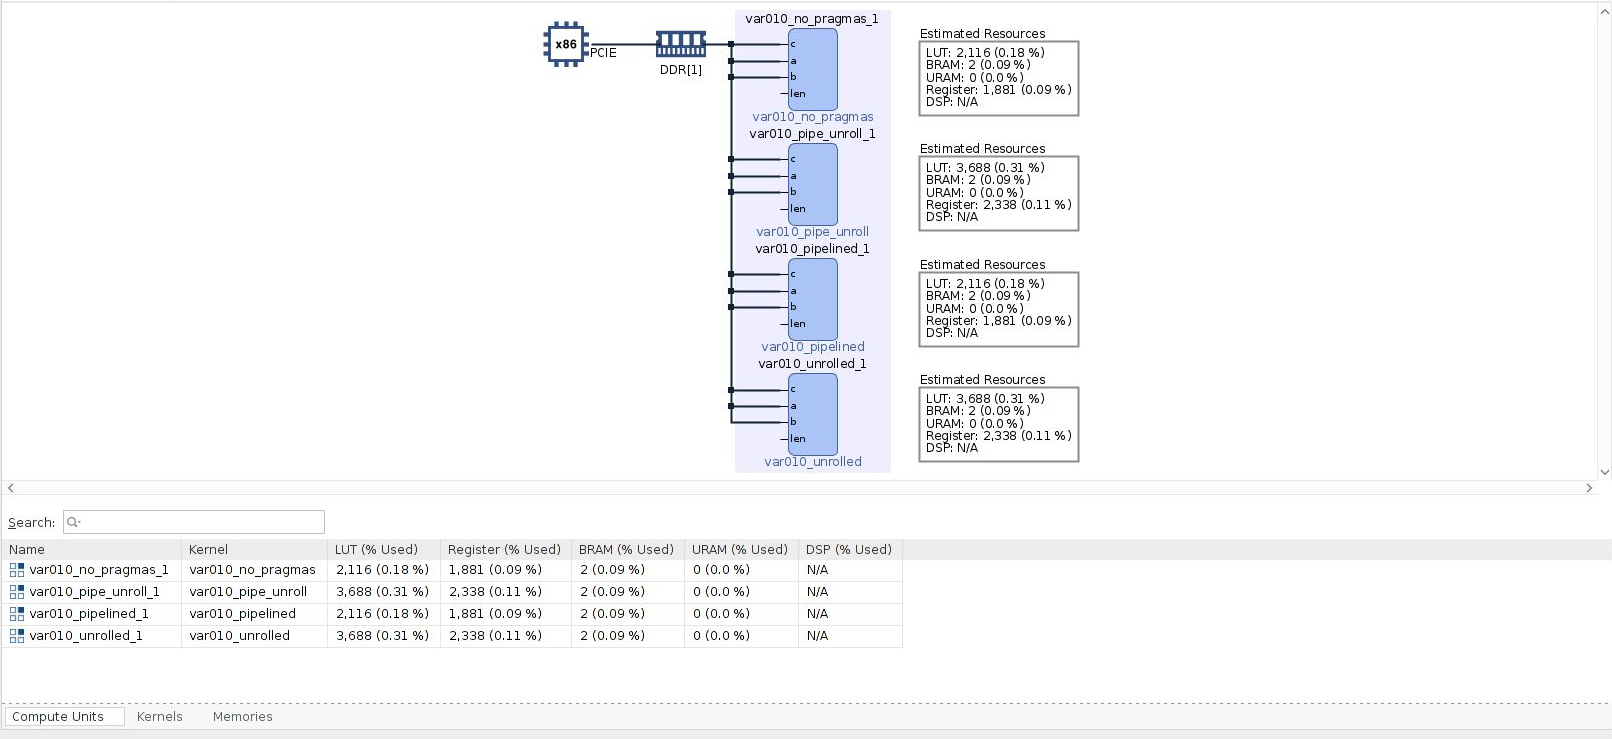 x86
PCIE
DDR[1]
var010_no_pragmas_1
c
a
b
len
var010_no_pragmas
Estimated Resources
LUT: 2,116 (0.18 %)
BRAM: 2 (0.09 %)
URAM: 0 (0.0 %)
Register: 1,881 (0.09 %)
DSP: N/A
var010_pipe_unroll_1
c
a
b
len
var010_pipe_unroll
Estimated Resources
LUT: 3,688 (0.31 %)
BRAM: 2 (0.09 %)
URAM: 0 (0.0 %)
Register: 2,338 (0.11 %)
DSP: N/A
var010_pipelined_1
c
a
b
len
var010_pipelined
Estimated Resources
LUT: 2,116 (0.18 %)
BRAM: 2 (0.09 %)
URAM: 0 (0.0 %)
Register: 1,881 (0.09 %)
DSP: N/A
var010_unrolled_1
c
a
b
len
var010_unrolled
Estimated Resources
LUT: 3,688 (0.31 %)
BRAM: 2 (0.09 %)
URAM: 0 (0.0 %)
Register: 2,338 (0.11 %)
DSP: N/A
Search:
Name Kernel LUT (% Used) Register (% Used) BRAM (% Used) URAM (% Used) DSP (% Used)
var010_no_pragmas_1 var010_no_pragmas 2,116 (0.18 %) 1,881 (0.09 %) 2 (0.09 %) 0 (0.0 %) N/A
var010_pipe_unroll_1 var010_pipe_unroll 3,688 (0.31 %) 2,338 (0.11 %) 2 (0.09 %) 0 (0.0 %) N/A
var010_pipelined_1 var010_pipelined 2,116 (0.18 %) 1,881 (0.09 %) 2 (0.09 %) 0 (0.0 %) N/A
var010_unrolled_1 var010_unrolled 3,688 (0.31 %) 2,338 (0.11 %) 2 (0.09 %) 0 (0.0 %) N/A
Compute Units Kernels Memories